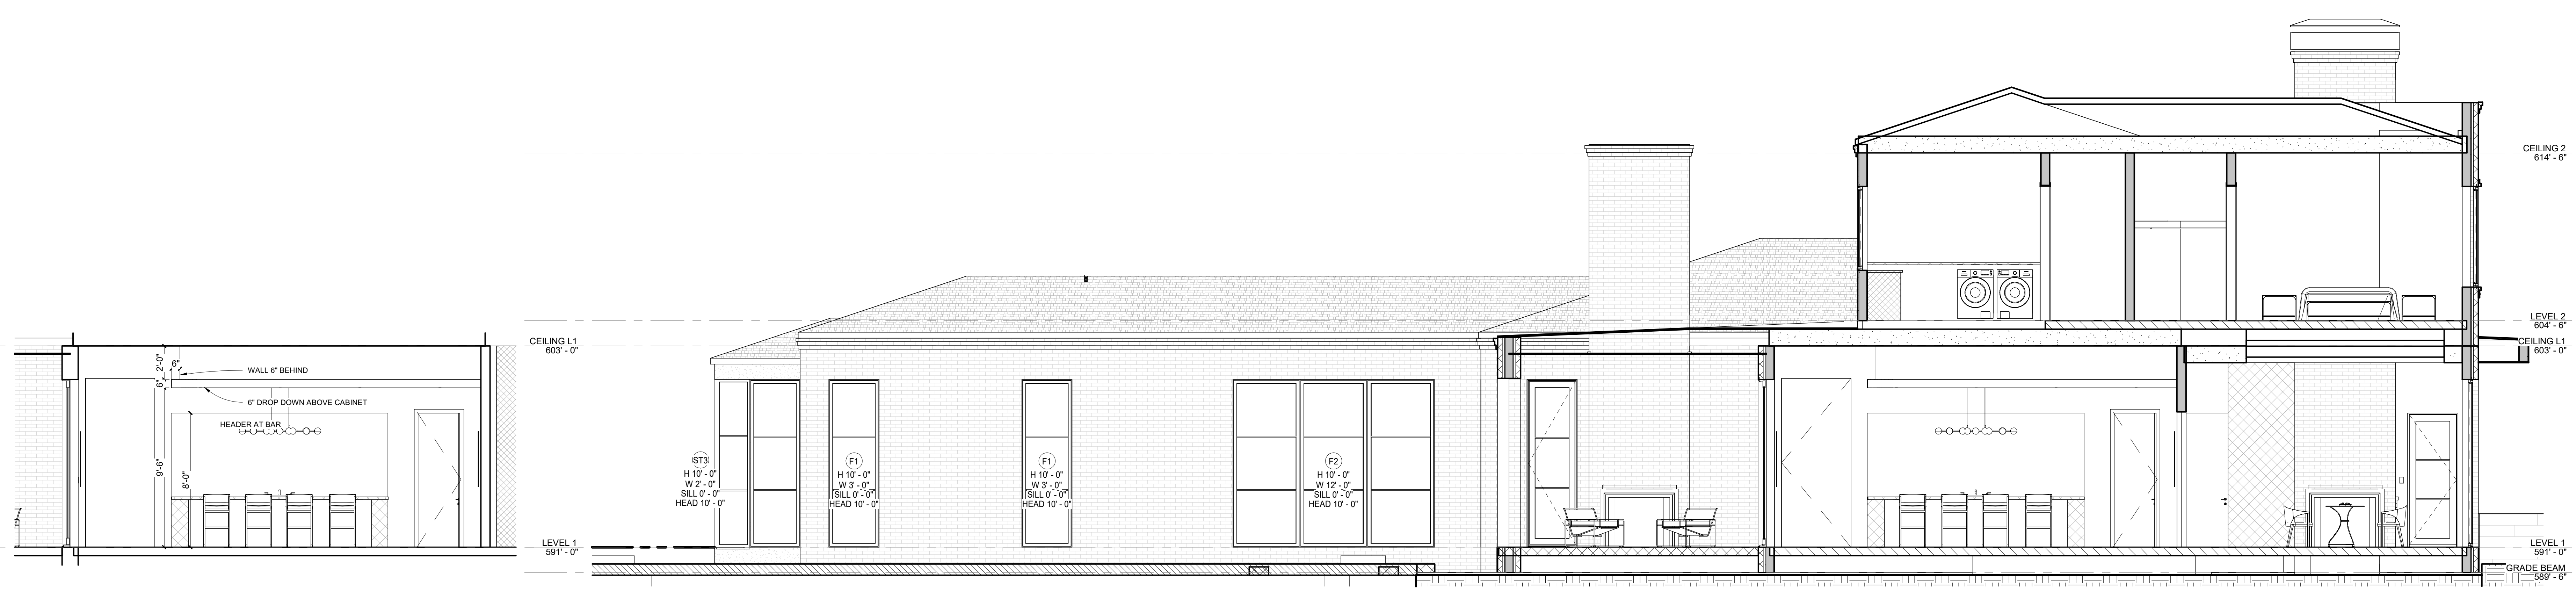 CEILING 2
614' - 6"
LEVEL 2
604' - 6"
CEILING L1
603' - 0"
CEILING L1
603' - 0"
2'-0"
6"
6"
WALL 6" BEHIND
6" DROP DOWN ABOVE CABINET
HEADER AT BAR
9'-6"
8'-0"
ST3
H 10' - 0"
W 2' - 0"
SILL 0' - 0"
HEAD 10' - 0"
F1
H 10' - 0"
W 3' - 0"
SILL 0' - 0"
HEAD 10' - 0"
F1
H 10' - 0"
W 3' - 0"
SILL 0' - 0"
HEAD 10' - 0"
F2
H 10' - 0"
W 12' - 0"
SILL 0' - 0"
HEAD 10' - 0"
LEVEL 1
591' - 0"
LEVEL 1
591' - 0"
GRADE BEAM
589' - 6"